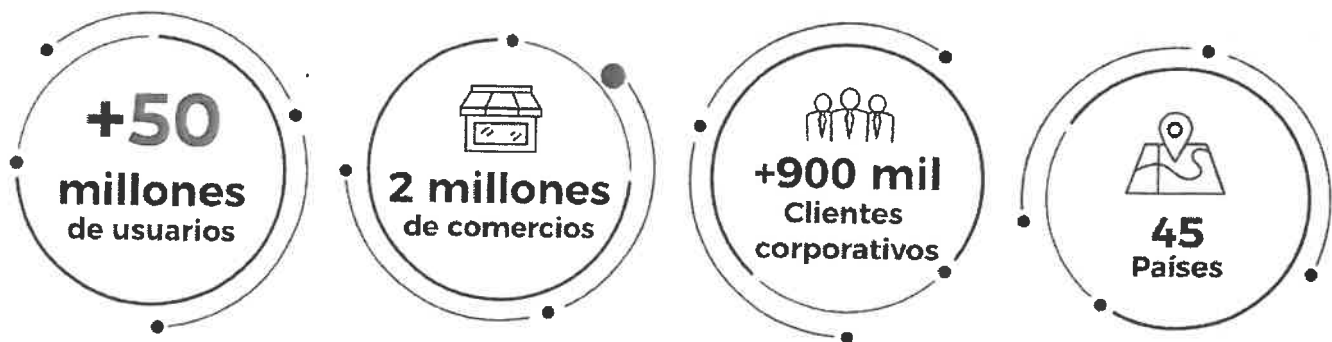 +50
millones
de usuarios
2 millones
de comercios
+900 mil
Clientes
corporativos
45
Países